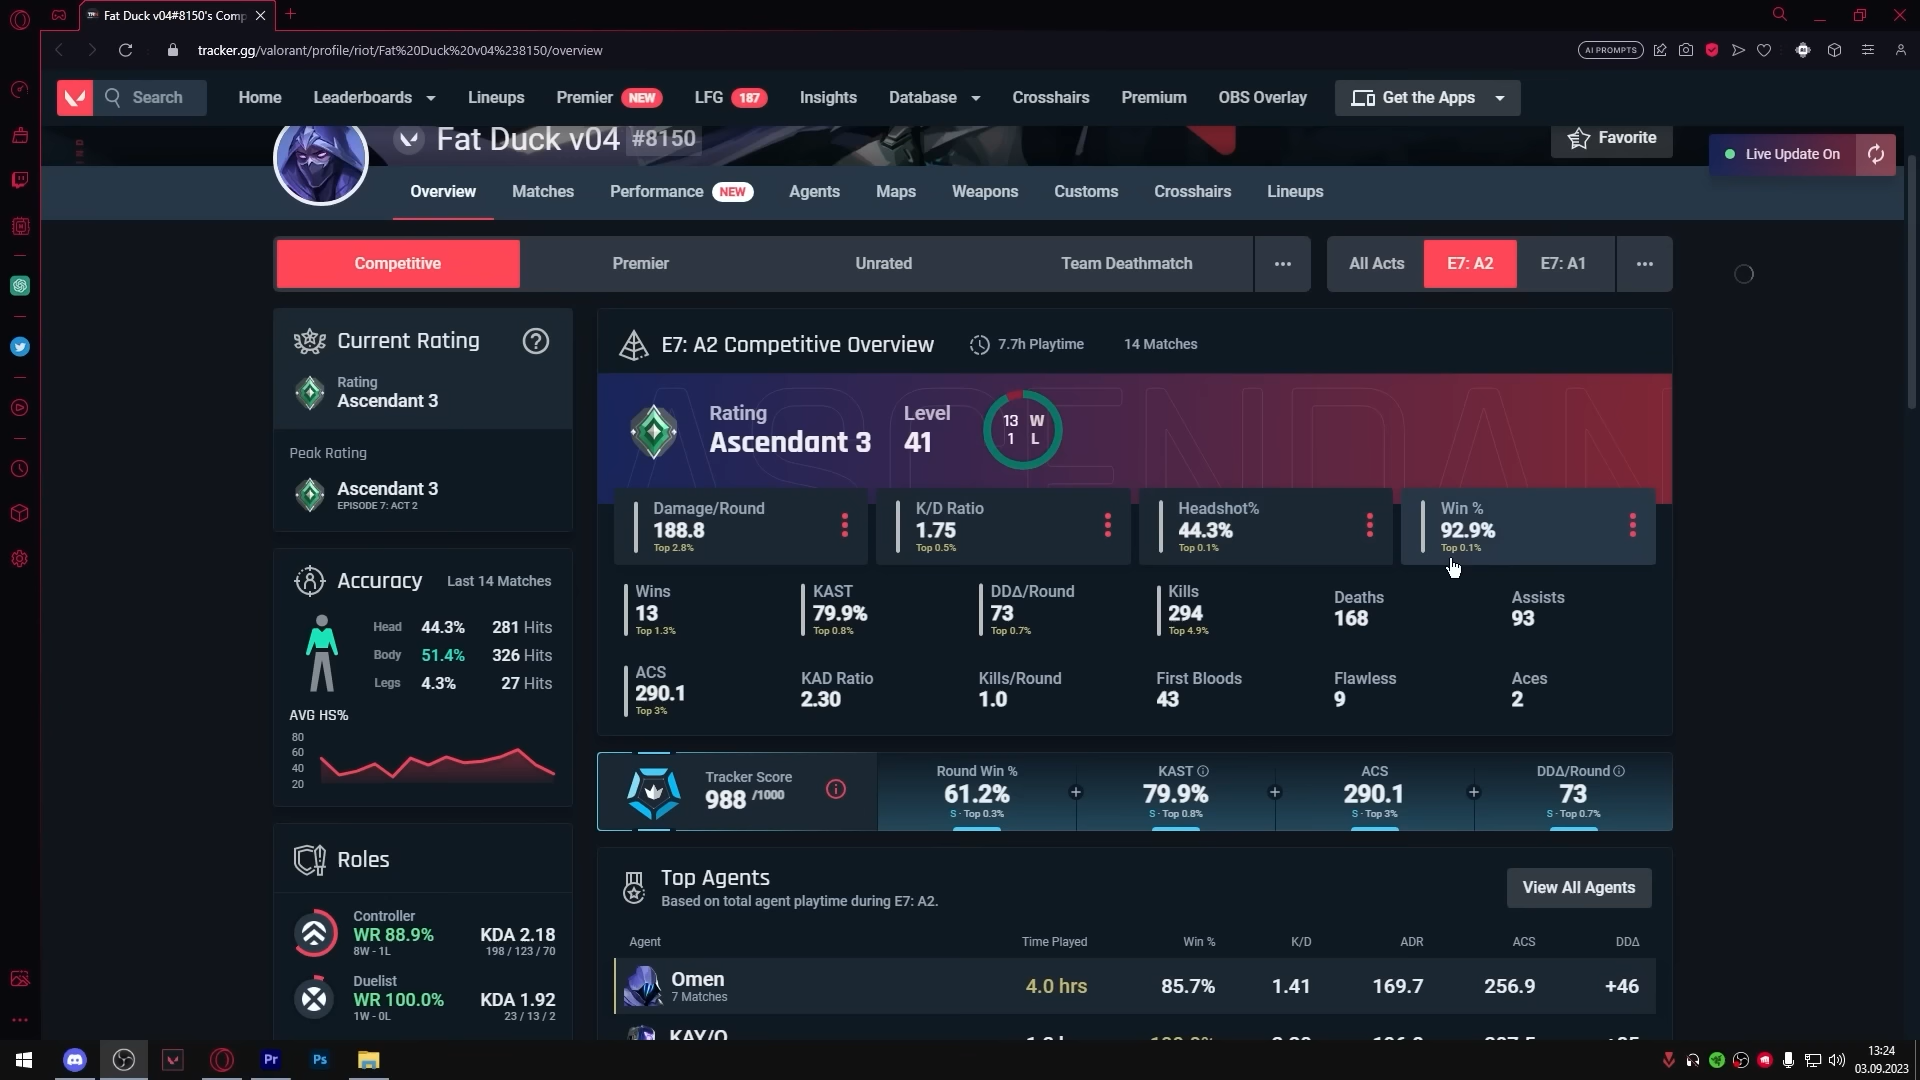 Fat Duck v04#8150's Comp
tracker.gg/valorant/profile/riot/Fat%20Duck%20v04%238150/overview
AI PROMPTS
Search
Home
Leaderboards
Lineups
Premier NEW
LFG 187
Insights
Database
Crosshairs
Premium
OBS Overlay
Get the Apps
Fat Duck v04 #8150
Favorite
Live Update On
Overview
Matches
Performance NEW
Agents
Maps
Weapons
Customs
Crosshairs
Lineups
Competitive
Premier
Unrated
Team Deathmatch
All Acts
E7: A2
E7: A1
Current Rating
Rating
Ascendant 3
Peak Rating
Ascendant 3
EPISODE 7: ACT 2
E7: A2 Competitive Overview
7.7h Playtime
14 Matches
ASCENDAN
Rating
Ascendant 3
Level
41
13 W
1 L
Damage/Round
188.8
Top 2.8%
K/D Ratio
1.75
Top 0.5%
Headshot%
44.3%
Top 0.1%
Win %
92.9%
Top 0.1%
Wins
13
Top 1.3%
KAST
79.9%
Top 0.8%
DDΔ/Round
73
Top 0.7%
Kills
294
Top 4.9%
Deaths
168
Assists
93
ACS
290.1
Top 3%
KAD Ratio
2.30
Kills/Round
1.0
First Bloods
43
Flawless
9
Aces
2
Accuracy
Last 14 Matches
Head 44.3% 281 Hits
Body 51.4% 326 Hits
Legs 4.3% 27 Hits
AVG HS%
80
60
40
20
Tracker Score
988 /1000
Round Win %
61.2%
S · Top 0.3%
+
KAST
79.9%
S · Top 0.8%
+
ACS
290.1
S · Top 3%
+
DDΔ/Round
73
S · Top 0.7%
Roles
Controller
WR 88.9% KDA 2.18
8W - 1L 198 / 123 / 70
Duelist
WR 100.0% KDA 1.92
1W - 0L 23 / 13 / 2
Top Agents
Based on total agent playtime during E7: A2.
View All Agents
Agent Time Played Win % K/D ADR ACS DDΔ
Omen
7 Matches
4.0 hrs 85.7% 1.41 169.7 256.9 +46
KAY/O
Pr
Ps
13:24
03.09.2023